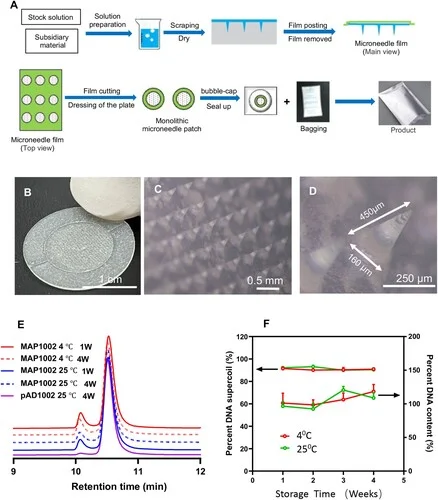 A
Stock solution
Subsidiary material
Solution preparation
Scraping
Dry
Film posting
Film removed
Microneedle film
(Main view)
Microneedle film
(Top view)
Film cutting
Dressing of the plate
Monolithic
microneedle patch
bubble-cap
Seal up
+
Bagging
Product
B
1 cm
C
0.5 mm
D
450μm
160 μm
250 μm
E
MAP1002 4 ℃ 1W
MAP1002 4 ℃ 4W
MAP1002 25 ℃ 1W
MAP1002 25 ℃ 4W
pAD1002 25 ℃ 4W
9 10 11 12
Retention time (min)
F
Percent DNA supercoil (%)
120
100
80
60
40
20
0
Percent DNA content (%)
200
150
100
50
0
4⁰C
25⁰C
0 1 2 3 4 5
Storage Time (Weeks)